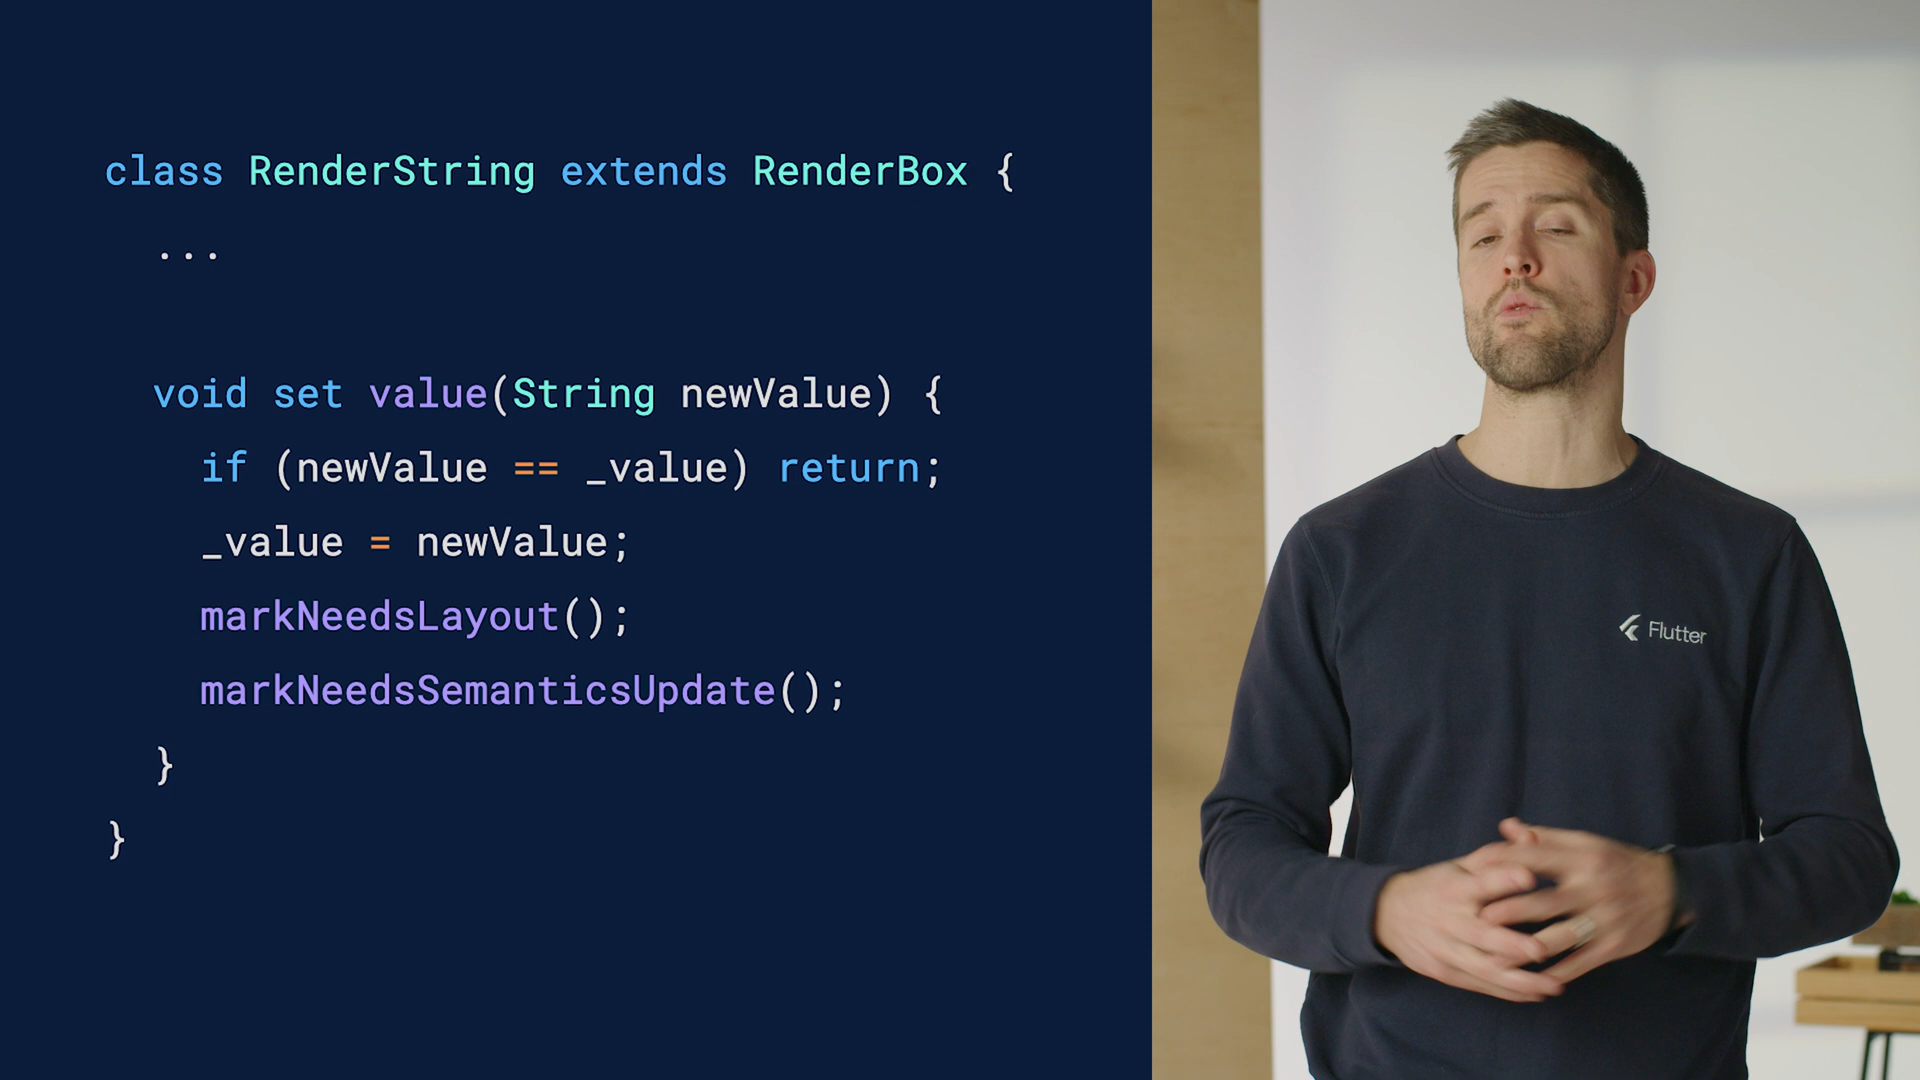 class RenderString extends RenderBox {
...
void set value(String newValue) {
if (newValue == _value) return;
_value = newValue;
markNeedsLayout();
markNeedsSemanticsUpdate();
}
}
Flutter